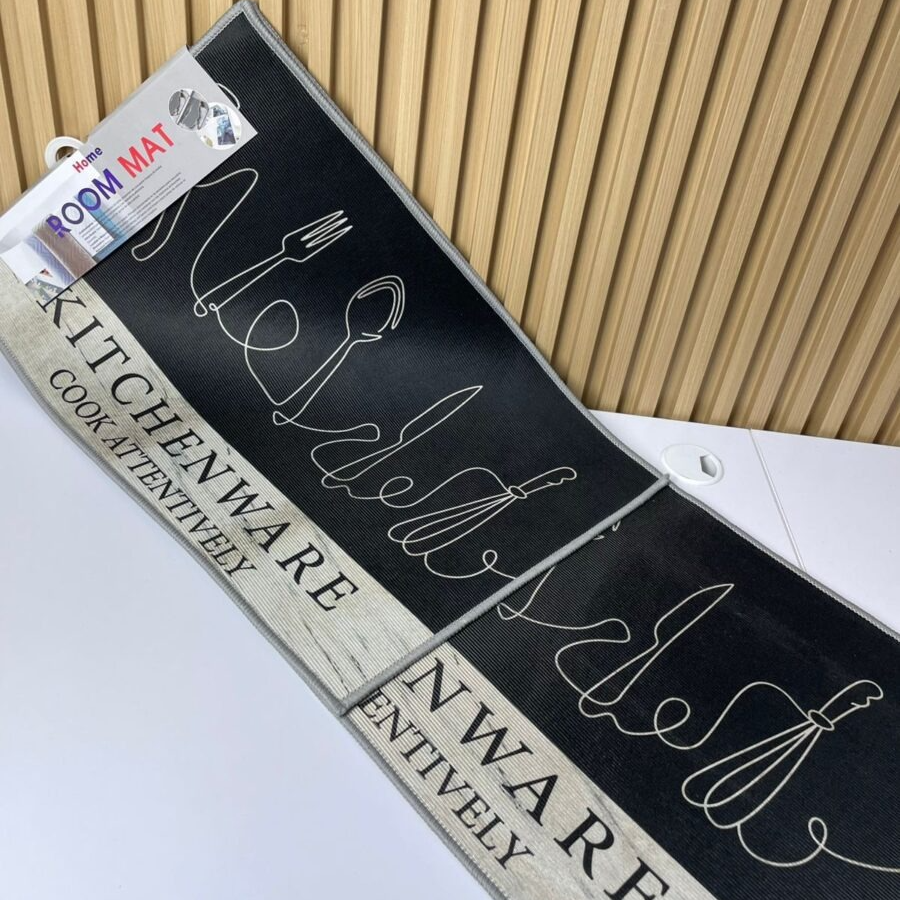 Home
ROOM MAT
KITCHENWARE
COOK ATTENTIVELY
NWARE
ENTIVELY